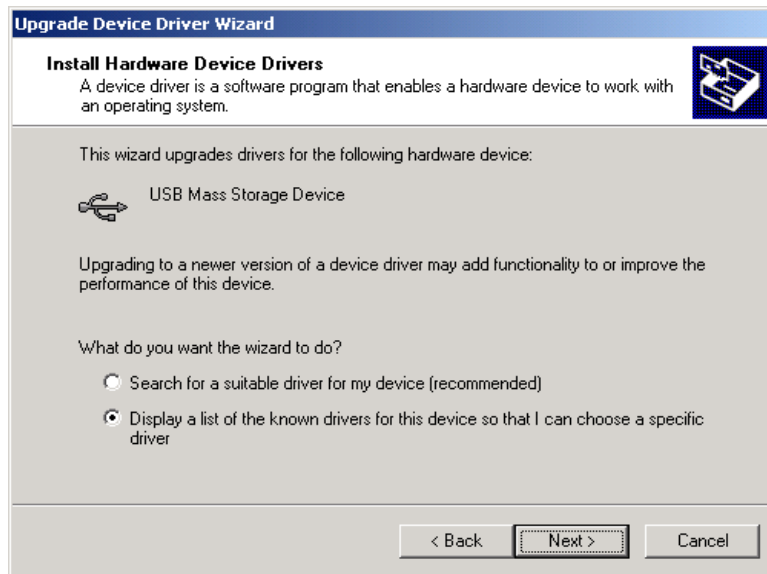 Upgrade Device Driver Wizard
Install Hardware Device Drivers
A device driver is a software program that enables a hardware device to work with
an operating system.
This wizard upgrades drivers for the following hardware device:
USB Mass Storage Device
Upgrading to a newer version of a device driver may add functionality to or improve the
performance of this device.
What do you want the wizard to do?
Search for a suitable driver for my device (recommended)
Display a list of the known drivers for this device so that I can choose a specific
driver
< Back
Next >
Cancel